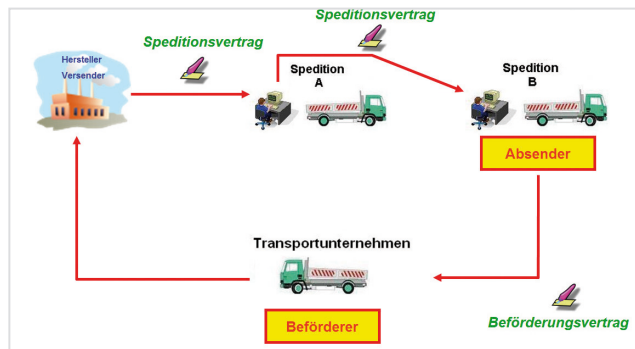 Speditionsvertrag
Speditionsvertrag
Hersteller
Versender
Spedition
A
Spedition
B
Absender
Transportunternehmen
Beförderer
Beförderungsvertrag